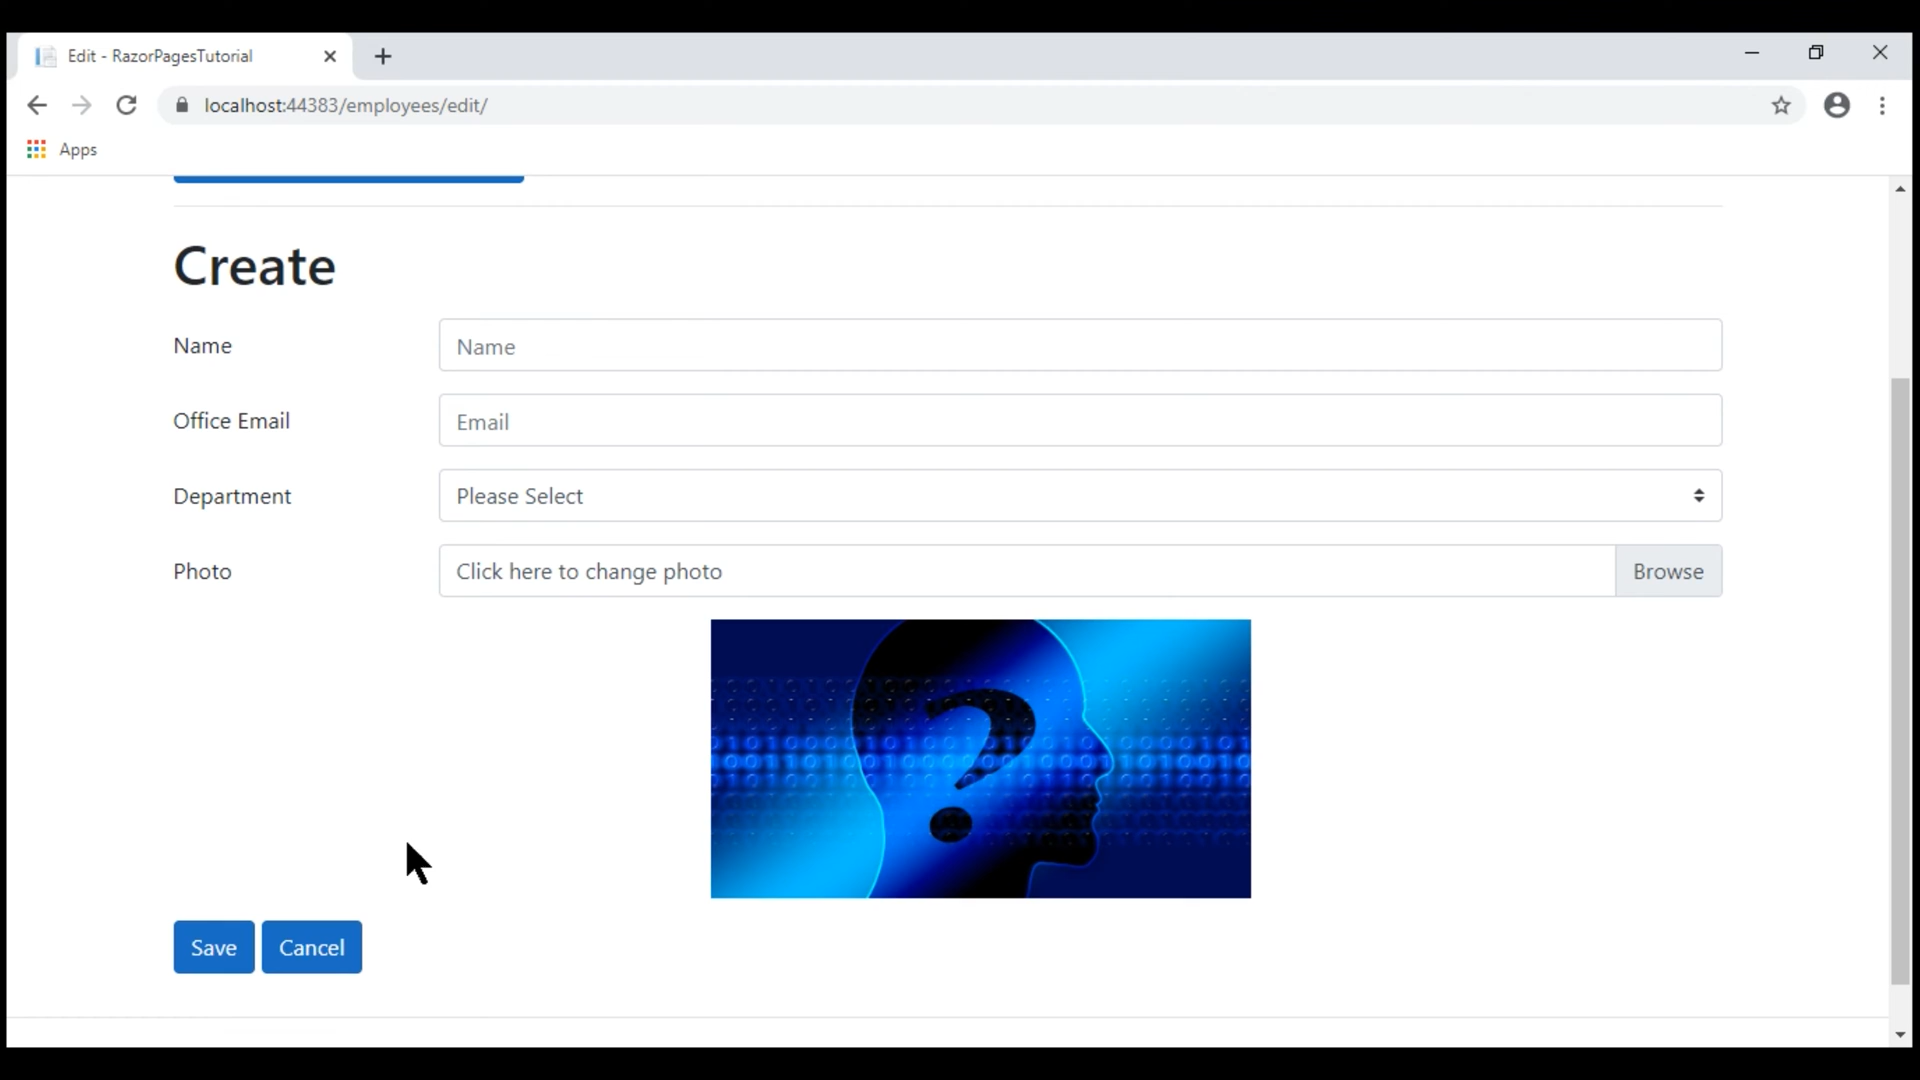 Edit - RazorPagesTutorial
localhost:44383/employees/edit/
Apps
Create
Name
Name
Office Email
Email
Department
Please Select
Photo
Click here to change photo
Browse
?
Save
Cancel